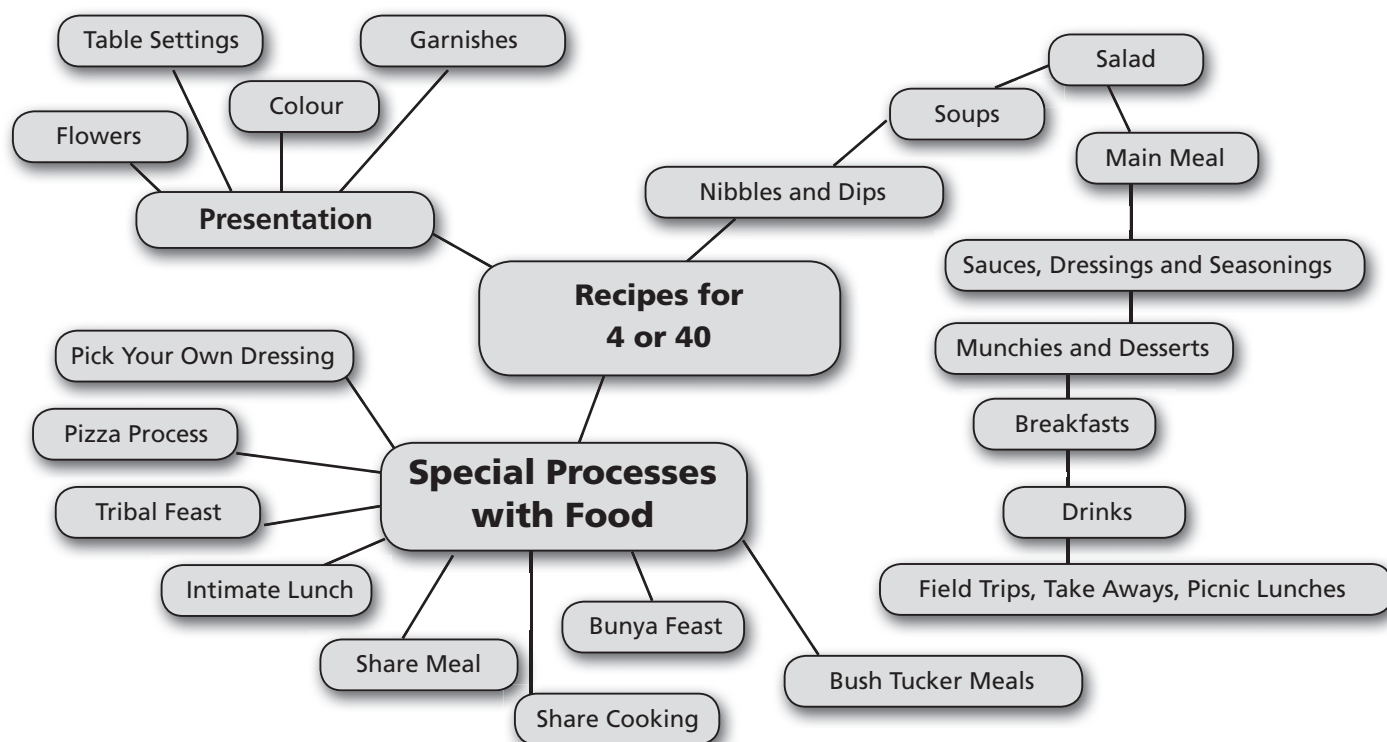 Table Settings
Garnishes
Colour
Flowers
Presentation
Salad
Soups
Main Meal
Nibbles and Dips
Sauces, Dressings and Seasonings
Recipes for
4 or 40
Munchies and Desserts
Breakfasts
Drinks
Field Trips, Take Aways, Picnic Lunches
Pick Your Own Dressing
Pizza Process
Special Processes
with Food
Tribal Feast
Intimate Lunch
Share Meal
Share Cooking
Bunya Feast
Bush Tucker Meals